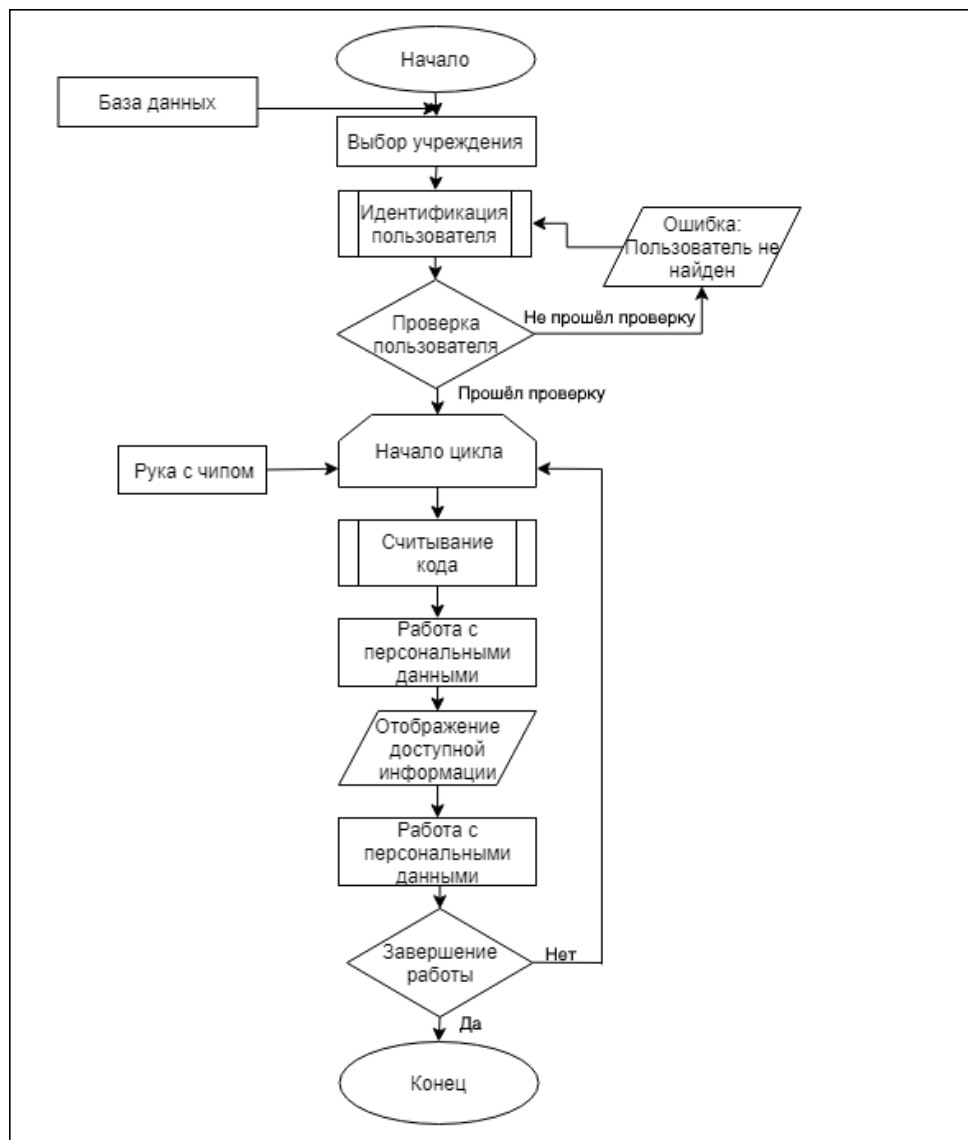 Начало
База данных
Выбор учреждения
Идентификация
пользователя
Ошибка:
Пользователь не
найден
Проверка
пользователя
Не прошёл проверку
Прошёл проверку
Начало цикла
Рука с чипом
Считывание
кода
Работа с
персональными
данными
Отображение
доступной
информации
Работа с
персональными
данными
Завершение
работы
Нет
Да
Конец